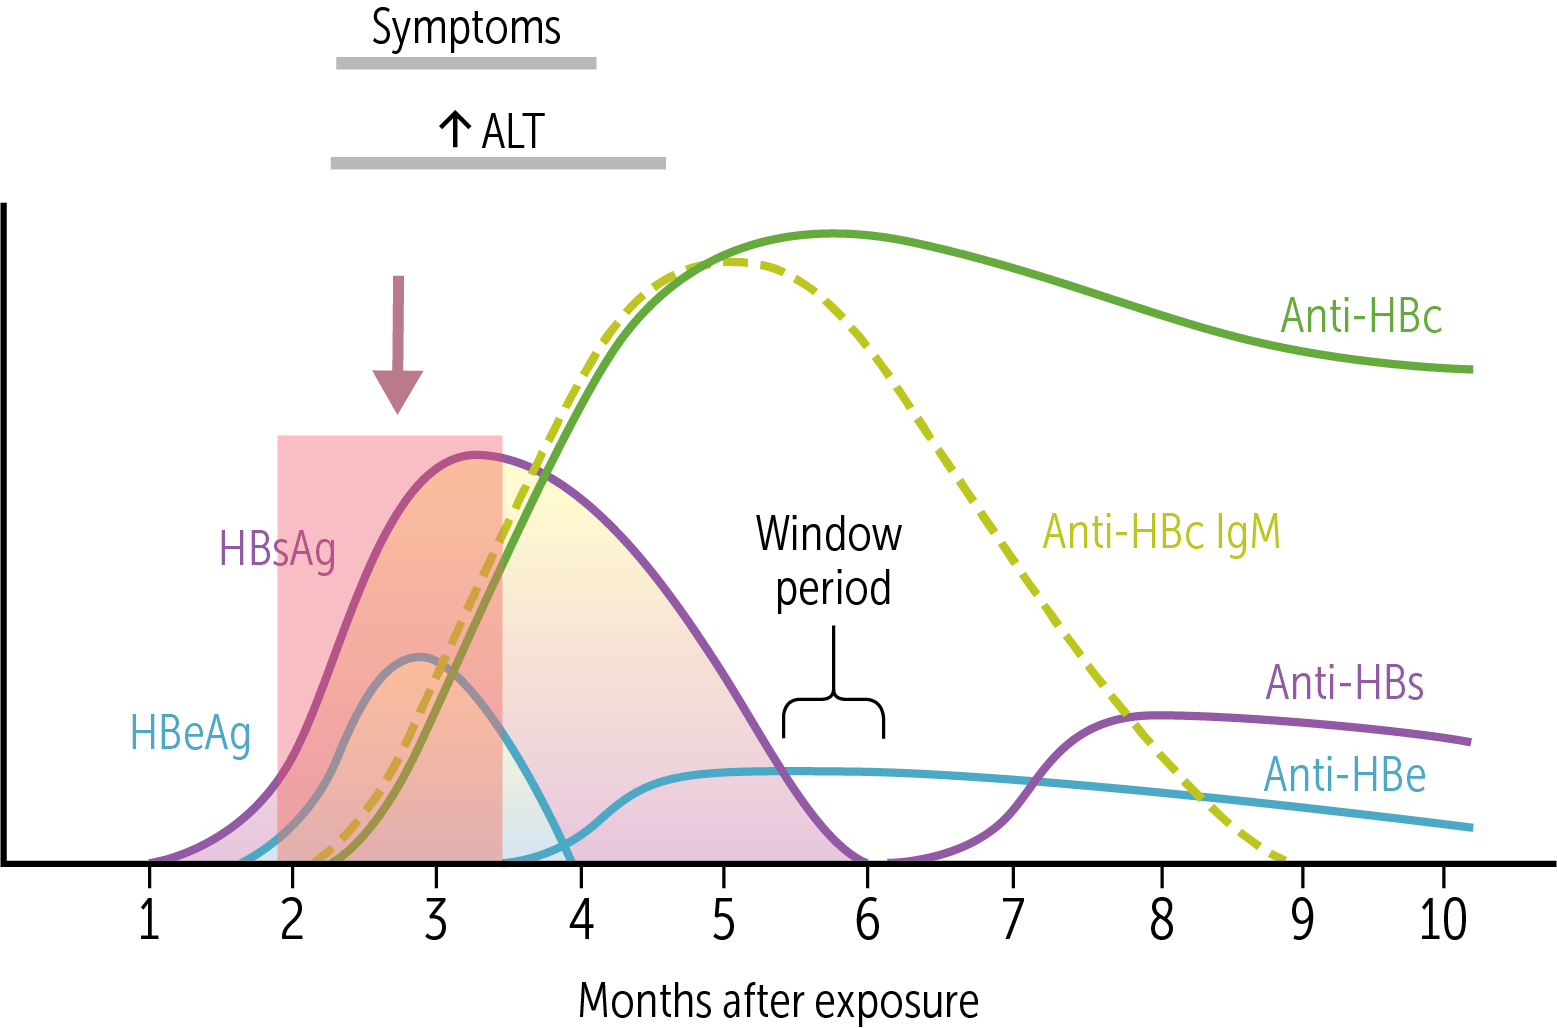 Symptoms
↑ ALT
Anti-HBc
HBsAg
Window
period
Anti-HBc IgM
HBeAg
Anti-HBs
Anti-HBe
1 2 3 4 5 6 7 8 9 10
Months after exposure